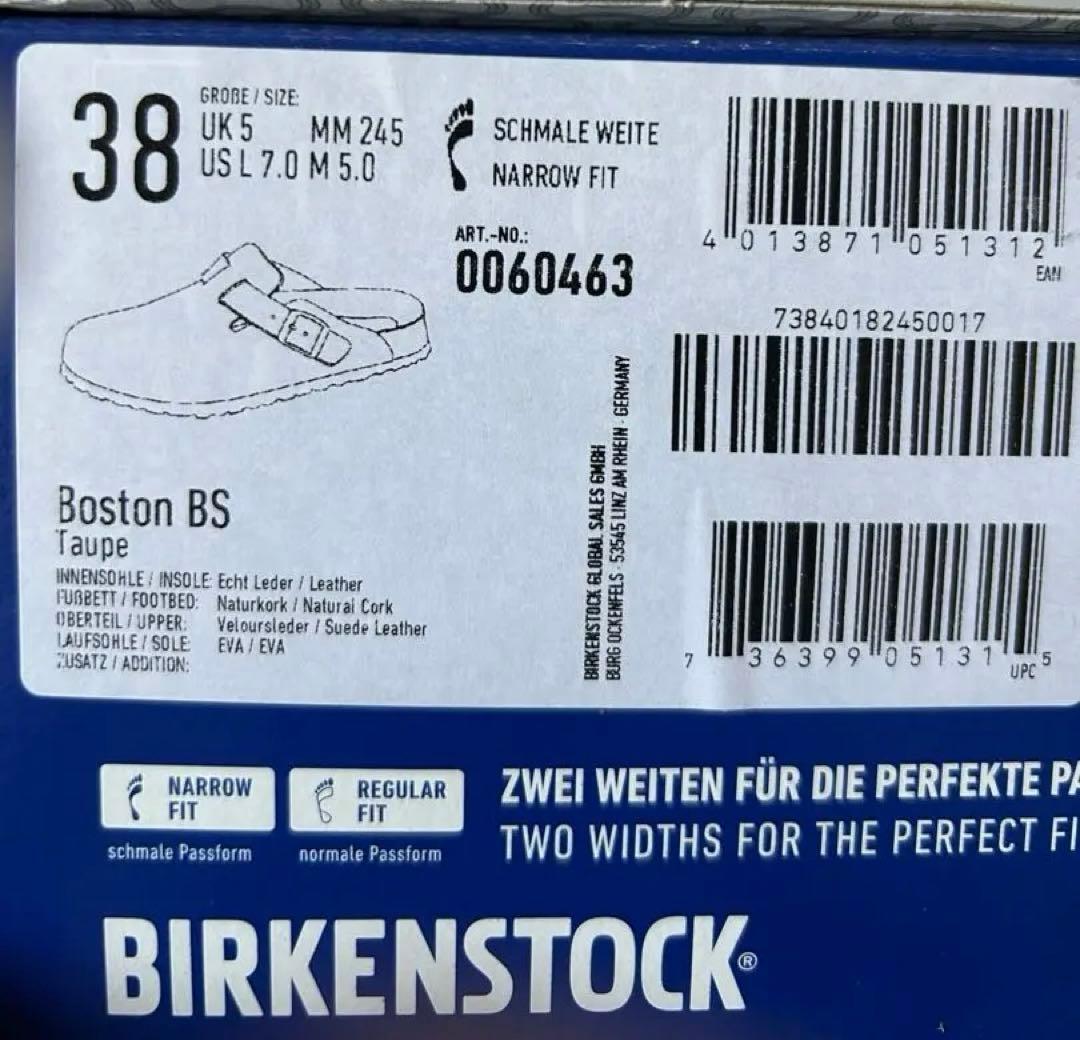 38
GRÖBE / SIZE:
UK 5 MM 245
US L 7.0 M 5.0
SCHMALE WEITE
NARROW FIT
ART.-NO.:
0060463
4 013871 051312
EAN
73840182450017
BIRKENSTOCK GLOBAL SALES GMBH
BURG OCKENFELS · 53545 LINZ AM RHEIN · GERMANY
Boston BS
Taupe
INNENSOHLE / INSOLE: Echt Leder / Leather
FUßBETT / FOOTBED: Naturkork / Natural Cork
OBERTEIL / UPPER: Veloursleder / Suede Leather
LAUFSOHLE / SOLE: EVA / EVA
ZUSATZ / ADDITION:
7 36399 05131 5
UPC
NARROW FIT
schmale Passform
REGULAR FIT
normale Passform
ZWEI WEITEN FÜR DIE PERFEKTE PA
TWO WIDTHS FOR THE PERFECT FI
BIRKENSTOCK®